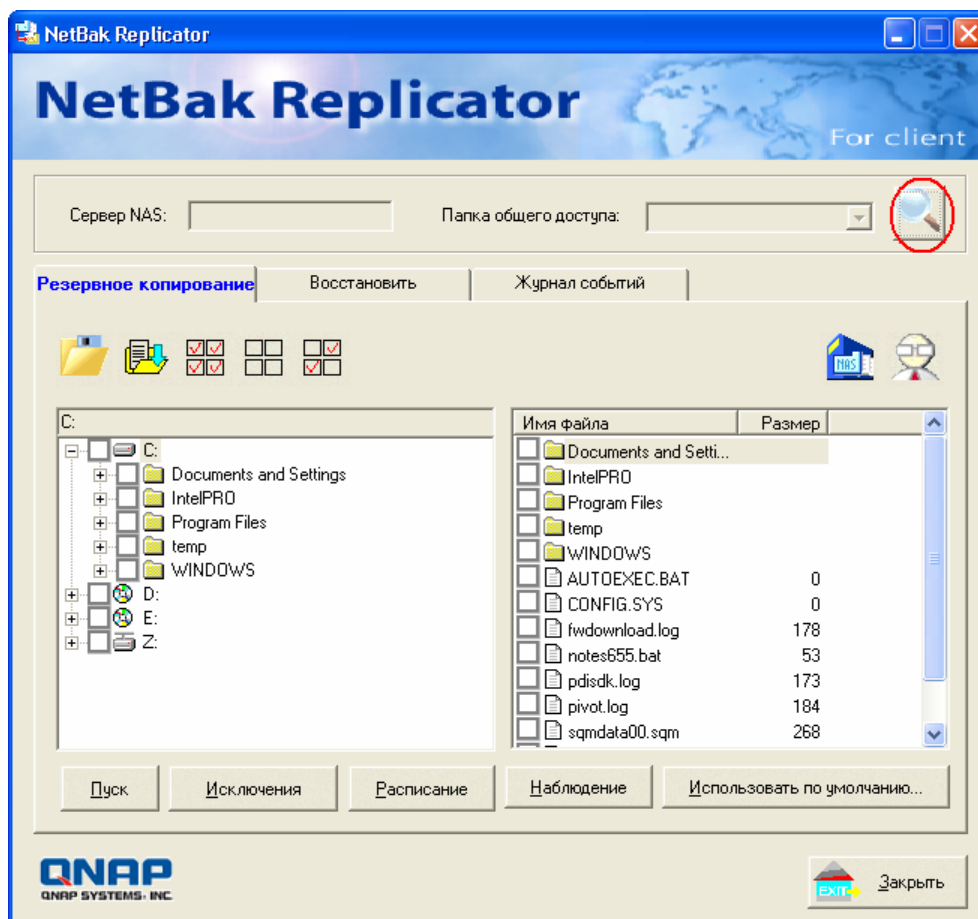 NetBak Replicator
NetBak Replicator
For client
Сервер NAS:
Папка общего доступа:
Резервное копирование
Восстановить
Журнал событий
NAS
C:
C:
Documents and Settings
IntelPRO
Program Files
temp
WINDOWS
D:
E:
Z:
Имя файла Размер
Documents and Setti...
IntelPRO
Program Files
temp
WINDOWS
AUTOEXEC.BAT 0
CONFIG.SYS 0
fwdownload.log 178
notes655.bat 53
pdisdk.log 173
pivot.log 184
sqmdata00.sqm 268
Пуск
Исключения
Расписание
Наблюдение
Использовать по умолчанию...
QNAP
QNAP SYSTEMS, INC
EXIT
Закрыть